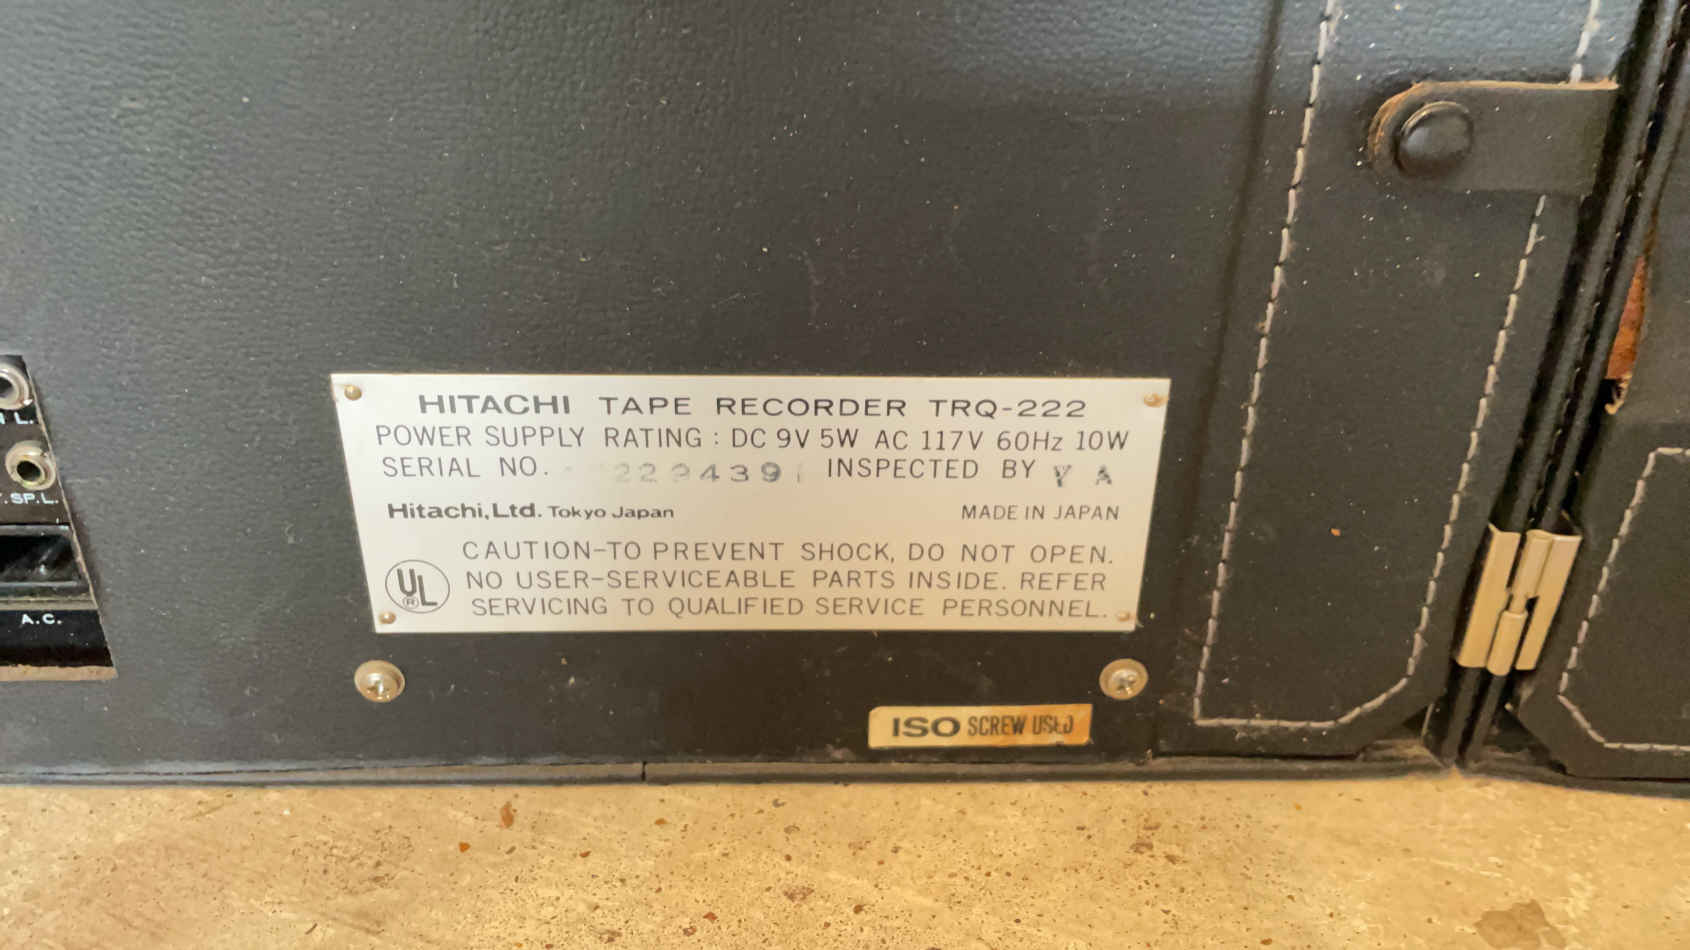 HITACHI TAPE RECORDER TRQ-222
POWER SUPPLY RATING : DC 9V 5W AC 117V 60Hz 10W
SERIAL NO. INSPECTED BY
Hitachi, Ltd. Tokyo Japan MADE IN JAPAN
CAUTION-TO PREVENT SHOCK, DO NOT OPEN.
NO USER-SERVICEABLE PARTS INSIDE. REFER
SERVICING TO QUALIFIED SERVICE PERSONNEL.
UL
®
ISO SCREW USED
L.
SP.L.
A.C.